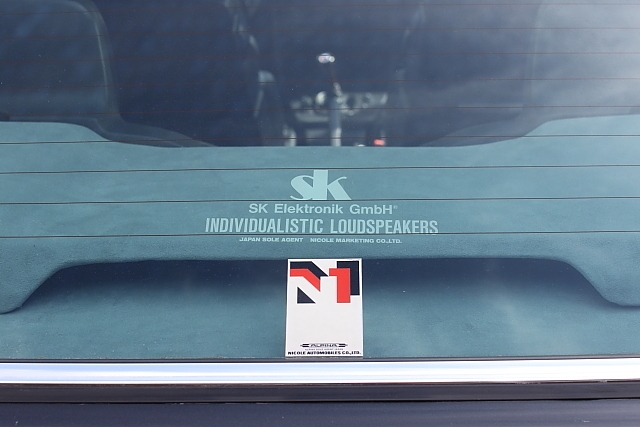 sk
SK Elektronik GmbH®
INDIVIDUALISTIC LOUDSPEAKERS
JAPAN SOLE AGENT NICOLE MARKETING CO.,LTD.
N1
ALPINA
NICOLE AUTOMOBILES CO.,LTD.